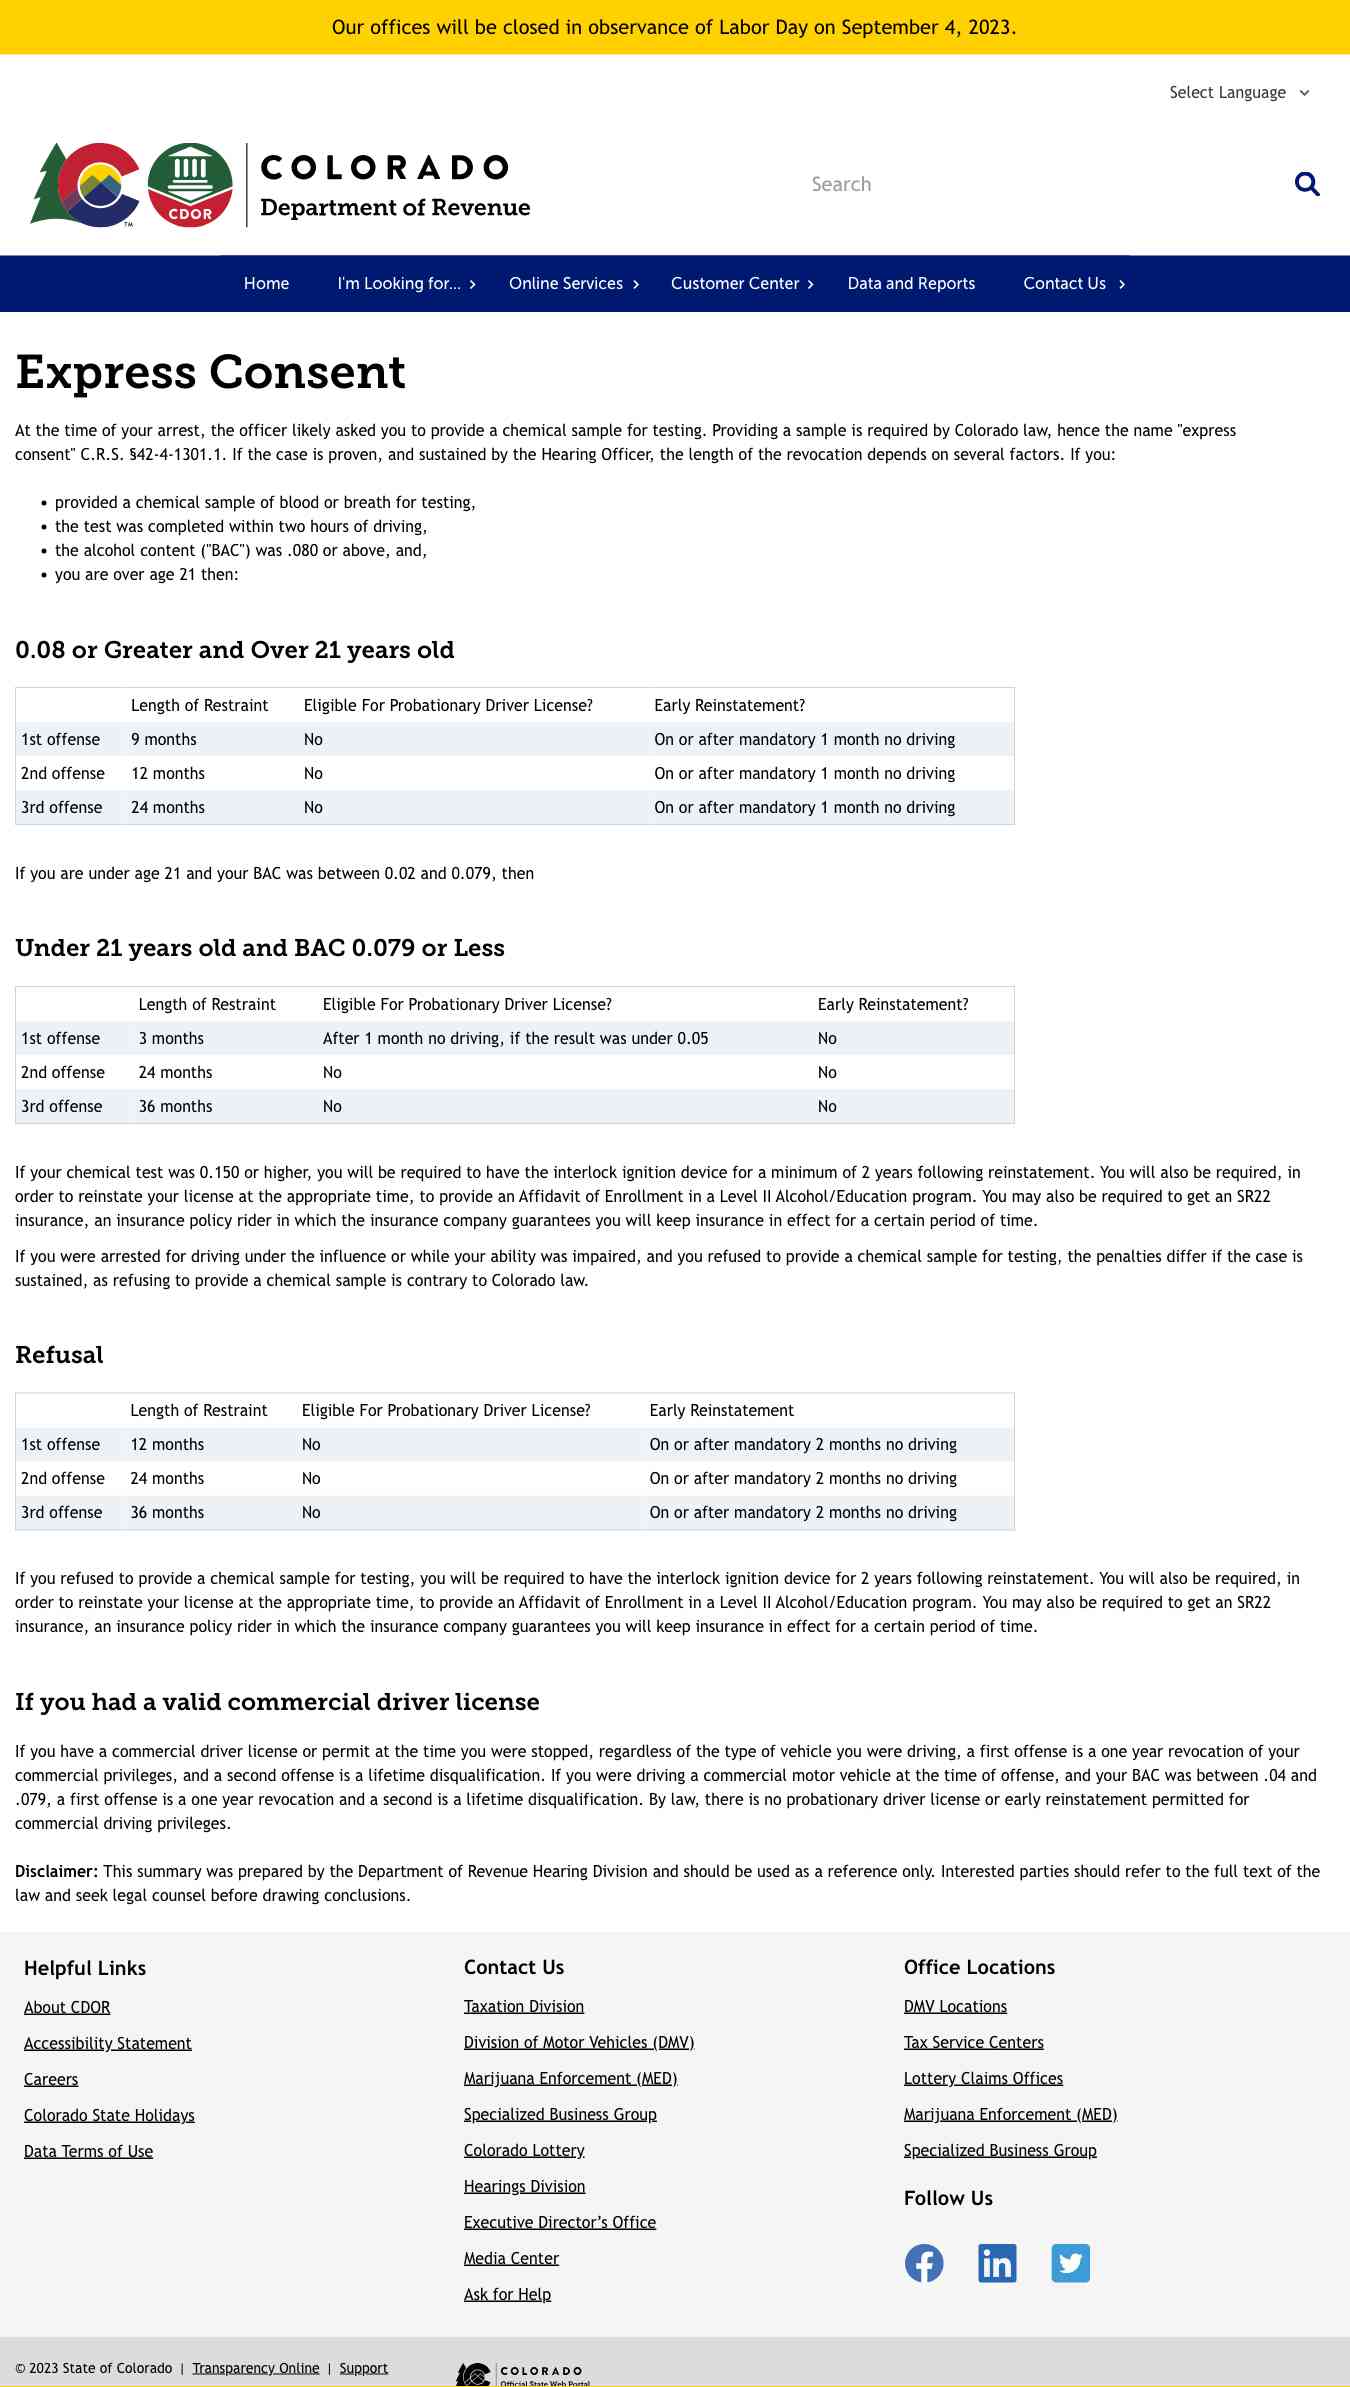 Our offices will be closed in observance of Labor Day on September 4, 2023.
Select Language
CDOR
TM
COLORADO
Department of Revenue
Search
Home I'm Looking for... Online Services Customer Center Data and Reports Contact Us
Express Consent
At the time of your arrest, the officer likely asked you to provide a chemical sample for testing. Providing a sample is required by Colorado law, hence the name "express
consent" C.R.S. §42-4-1301.1. If the case is proven, and sustained by the Hearing Officer, the length of the revocation depends on several factors. If you:
• provided a chemical sample of blood or breath for testing,
• the test was completed within two hours of driving,
• the alcohol content ("BAC") was .080 or above, and,
• you are over age 21 then:
0.08 or Greater and Over 21 years old
Length of Restraint Eligible For Probationary Driver License? Early Reinstatement?
1st offense 9 months No On or after mandatory 1 month no driving
2nd offense 12 months No On or after mandatory 1 month no driving
3rd offense 24 months No On or after mandatory 1 month no driving
If you are under age 21 and your BAC was between 0.02 and 0.079, then
Under 21 years old and BAC 0.079 or Less
Length of Restraint Eligible For Probationary Driver License? Early Reinstatement?
1st offense 3 months After 1 month no driving, if the result was under 0.05 No
2nd offense 24 months No No
3rd offense 36 months No No
If your chemical test was 0.150 or higher, you will be required to have the interlock ignition device for a minimum of 2 years following reinstatement. You will also be required, in
order to reinstate your license at the appropriate time, to provide an Affidavit of Enrollment in a Level II Alcohol/Education program. You may also be required to get an SR22
insurance, an insurance policy rider in which the insurance company guarantees you will keep insurance in effect for a certain period of time.
If you were arrested for driving under the influence or while your ability was impaired, and you refused to provide a chemical sample for testing, the penalties differ if the case is
sustained, as refusing to provide a chemical sample is contrary to Colorado law.
Refusal
Length of Restraint Eligible For Probationary Driver License? Early Reinstatement
1st offense 12 months No On or after mandatory 2 months no driving
2nd offense 24 months No On or after mandatory 2 months no driving
3rd offense 36 months No On or after mandatory 2 months no driving
If you refused to provide a chemical sample for testing, you will be required to have the interlock ignition device for 2 years following reinstatement. You will also be required, in
order to reinstate your license at the appropriate time, to provide an Affidavit of Enrollment in a Level II Alcohol/Education program. You may also be required to get an SR22
insurance, an insurance policy rider in which the insurance company guarantees you will keep insurance in effect for a certain period of time.
If you had a valid commercial driver license
If you have a commercial driver license or permit at the time you were stopped, regardless of the type of vehicle you were driving, a first offense is a one year revocation of your
commercial privileges, and a second offense is a lifetime disqualification. If you were driving a commercial motor vehicle at the time of offense, and your BAC was between .04 and
.079, a first offense is a one year revocation and a second is a lifetime disqualification. By law, there is no probationary driver license or early reinstatement permitted for
commercial driving privileges.
Disclaimer: This summary was prepared by the Department of Revenue Hearing Division and should be used as a reference only. Interested parties should refer to the full text of the
law and seek legal counsel before drawing conclusions.
Helpful Links
About CDOR
Accessibility Statement
Careers
Colorado State Holidays
Data Terms of Use
Contact Us
Taxation Division
Division of Motor Vehicles (DMV)
Marijuana Enforcement (MED)
Specialized Business Group
Colorado Lottery
Hearings Division
Executive Director's Office
Media Center
Ask for Help
Office Locations
DMV Locations
Tax Service Centers
Lottery Claims Offices
Marijuana Enforcement (MED)
Specialized Business Group
Follow Us
© 2023 State of Colorado | Transparency Online | Support
COLORADO
Official State Web Portal